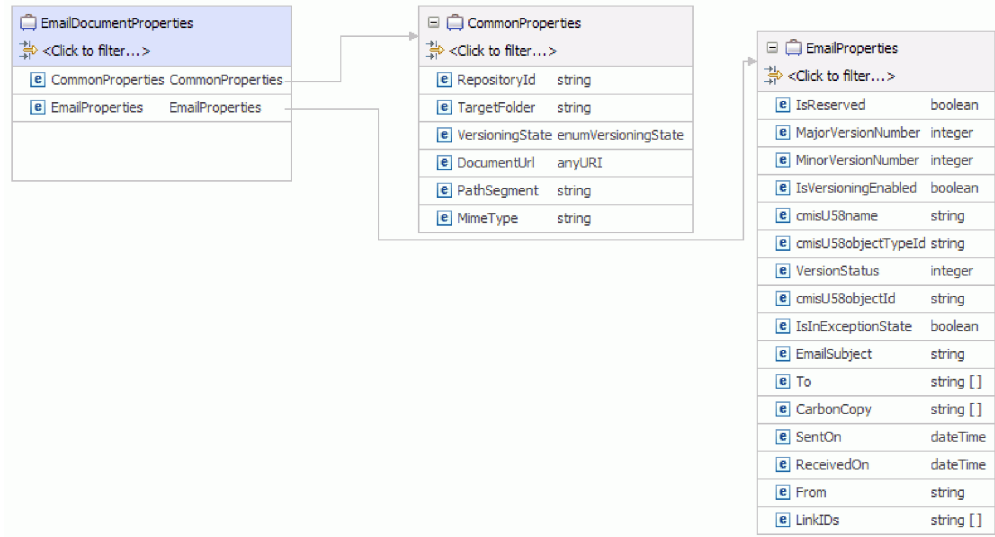 EmailDocumentProperties
<Click to filter...>
CommonProperties CommonProperties
EmailProperties EmailProperties
CommonProperties
<Click to filter...>
RepositoryId string
TargetFolder string
VersioningState enumVersioningState
DocumentUrl anyURI
PathSegment string
MimeType string
EmailProperties
<Click to filter...>
IsReserved boolean
MajorVersionNumber integer
MinorVersionNumber integer
IsVersioningEnabled boolean
cmisU58name string
cmisU58objectTypeId string
VersionStatus integer
cmisU58objectId string
IsInExceptionState boolean
EmailSubject string
To string []
CarbonCopy string []
SentOn dateTime
ReceivedOn dateTime
From string
LinkIDs string []